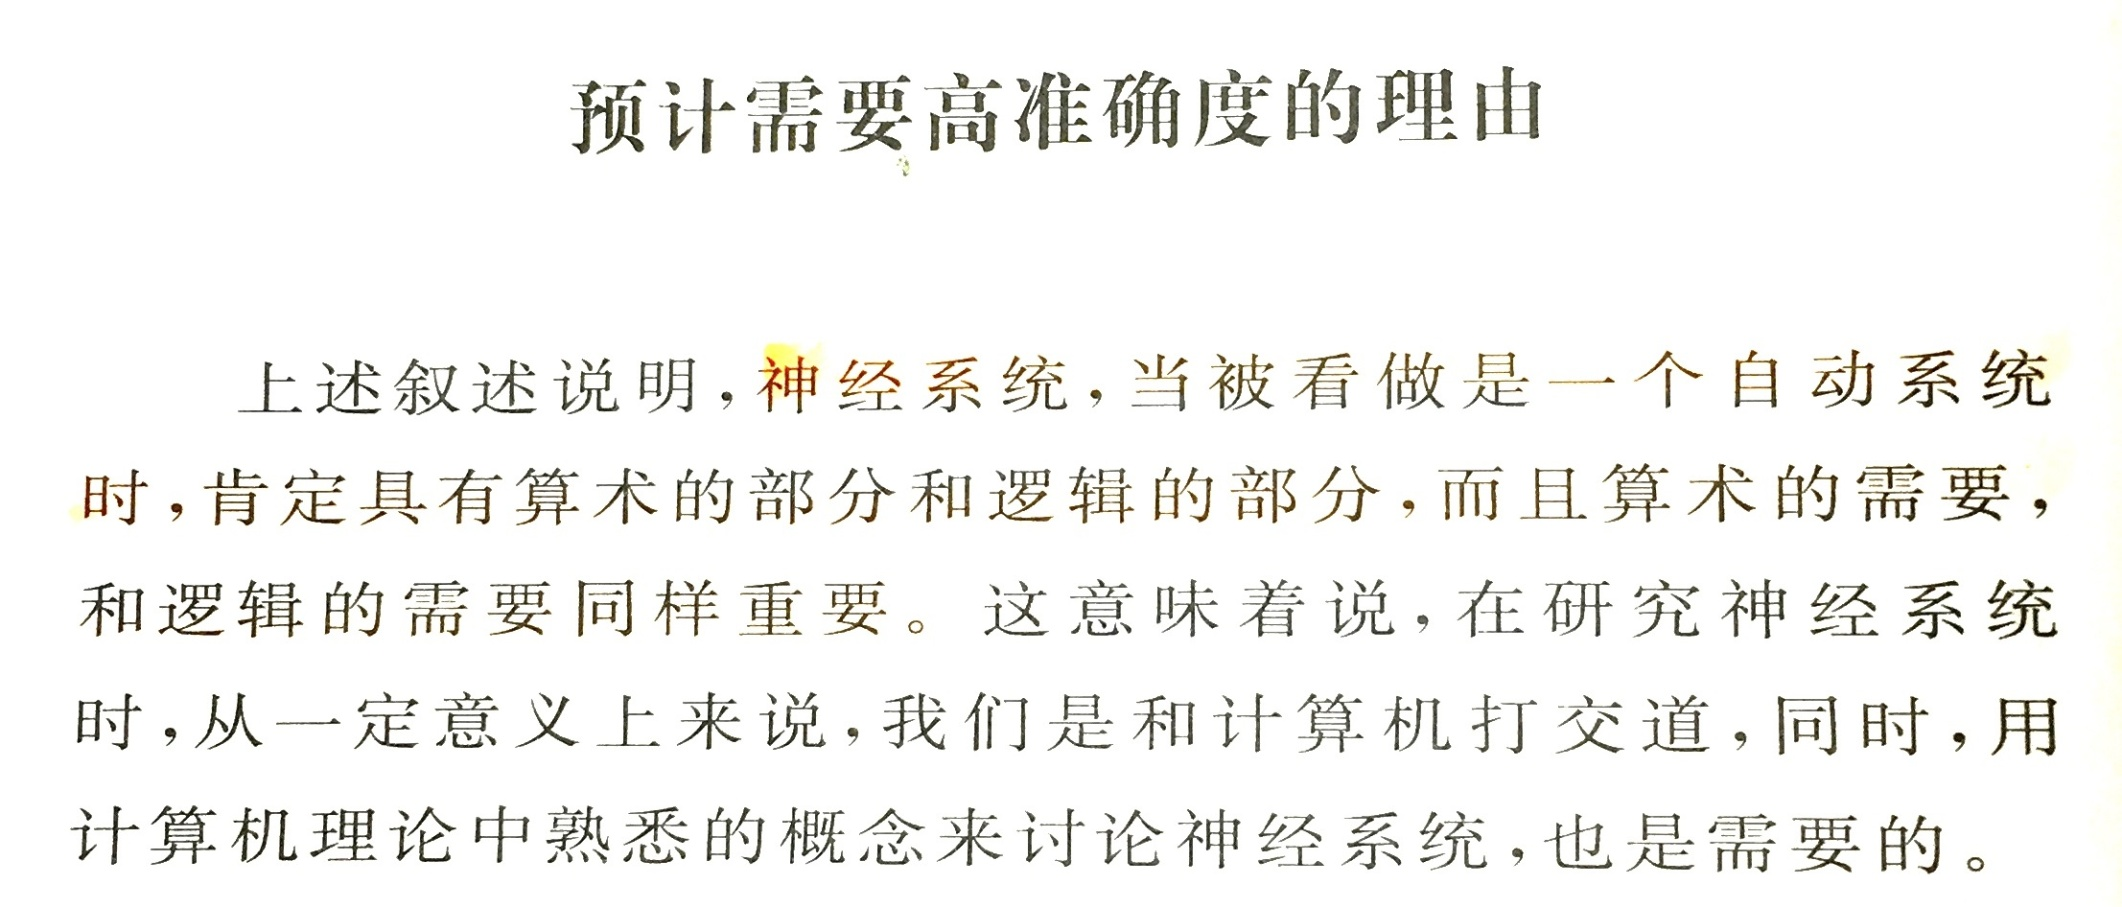 预计需要高准确度的理由
上述叙述说明，神经系统，当被看做是一个自动系统
时，肯定具有算术的部分和逻辑的部分，而且算术的需要，
和逻辑的需要同样重要。这意味着说，在研究神经系统
时，从一定意义上来说，我们是和计算机打交道，同时，用
计算机理论中熟悉的概念来讨论神经系统，也是需要的。